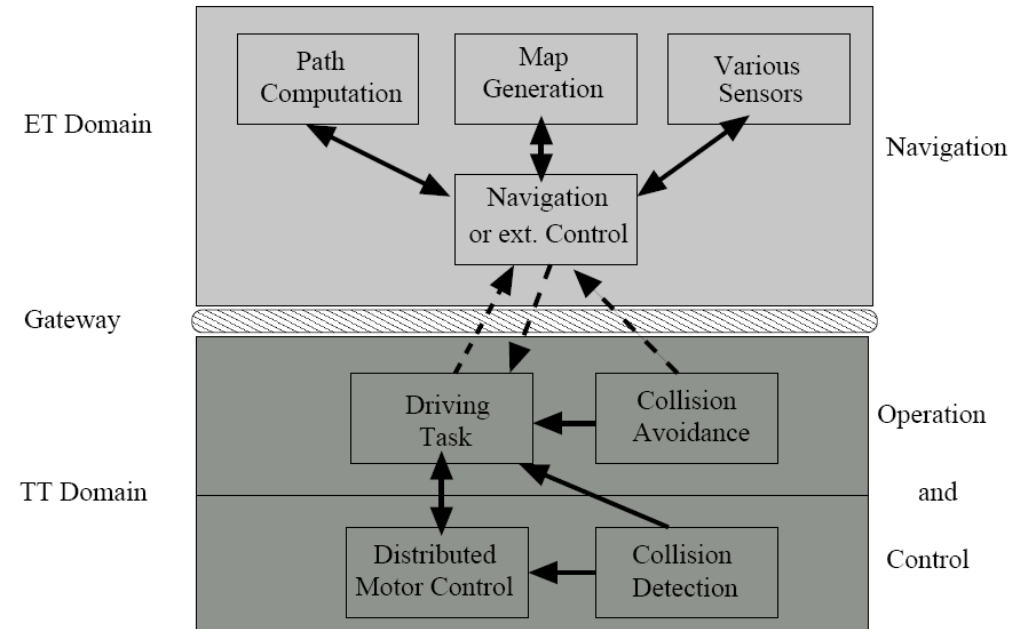 Path
Computation
Map
Generation
Various
Sensors
ET Domain
Navigation
Navigation
or ext. Control
Gateway
Driving
Task
Collision
Avoidance
Operation
TT Domain
and
Distributed
Motor Control
Collision
Detection
Control